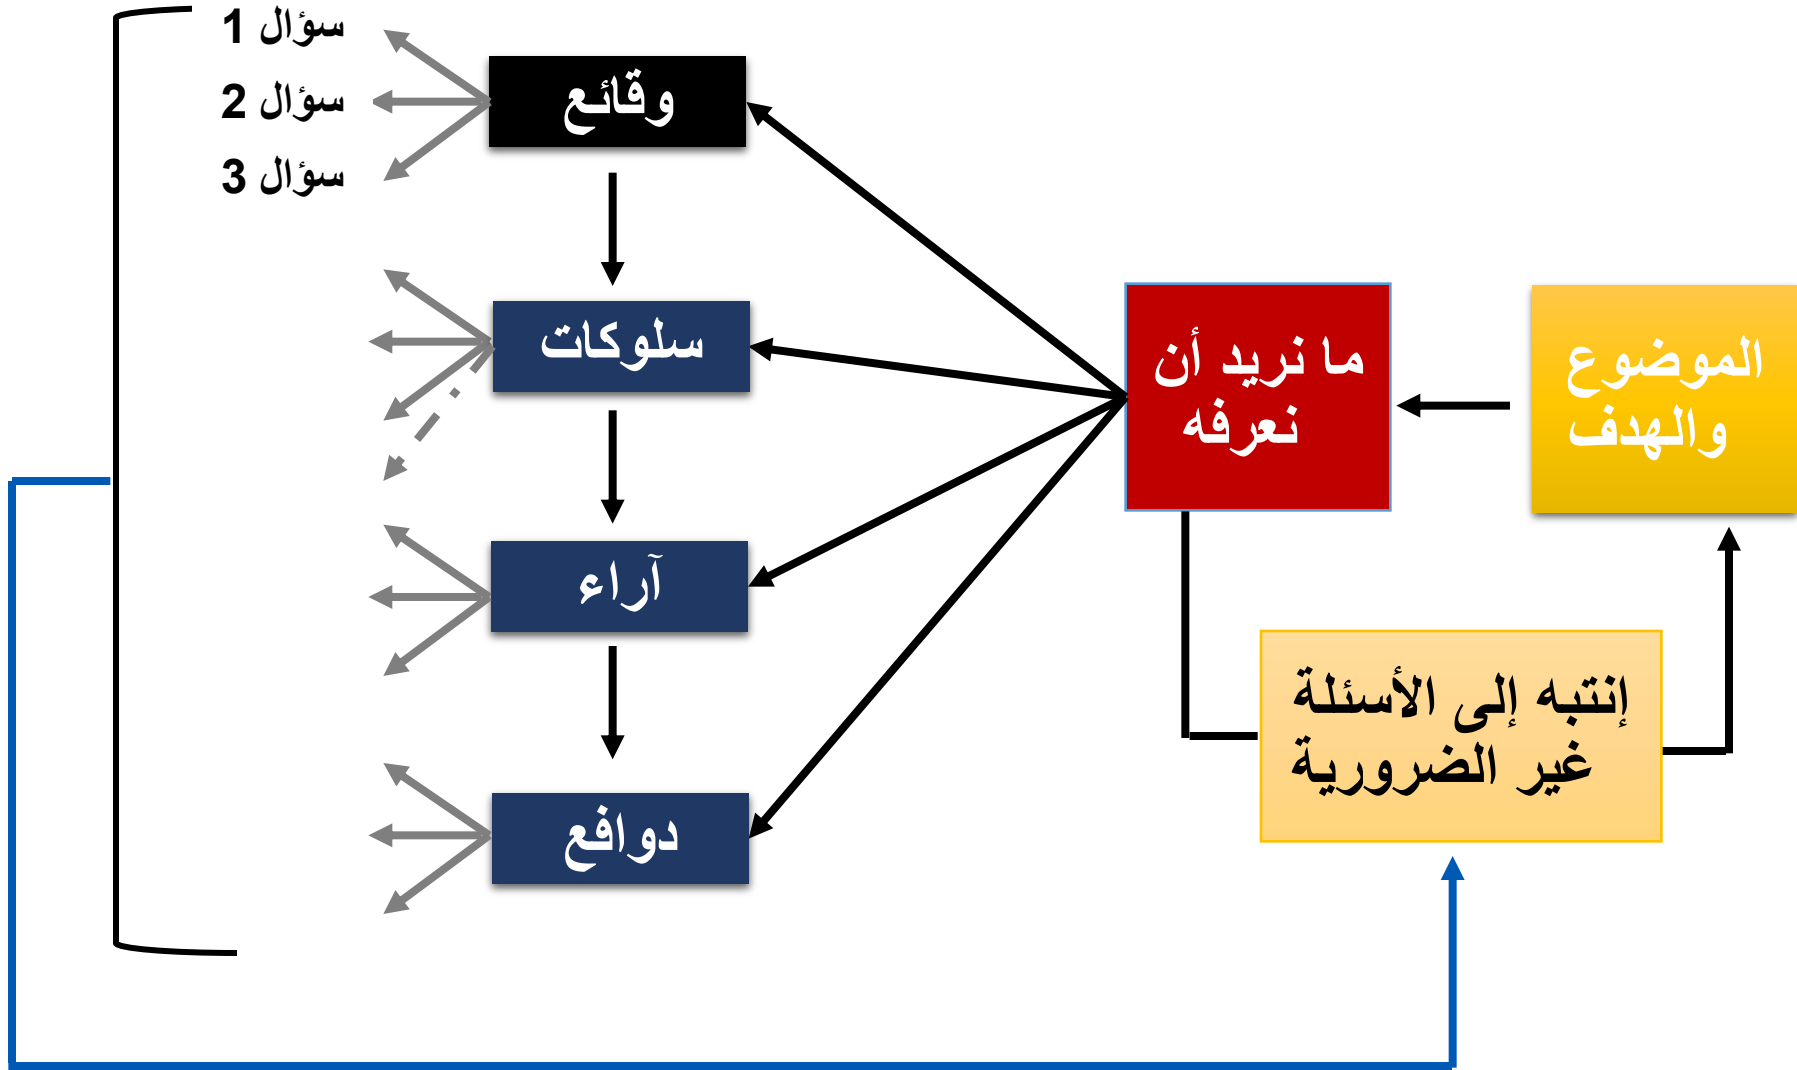 الموضوع
والهدف
ما نريد أن
نعرفه
إنتبه إلى الأسئلة
غير الضرورية
وقائع
سلوكات
آراء
دوافع
سؤال 1
سؤال 2
سؤال 3